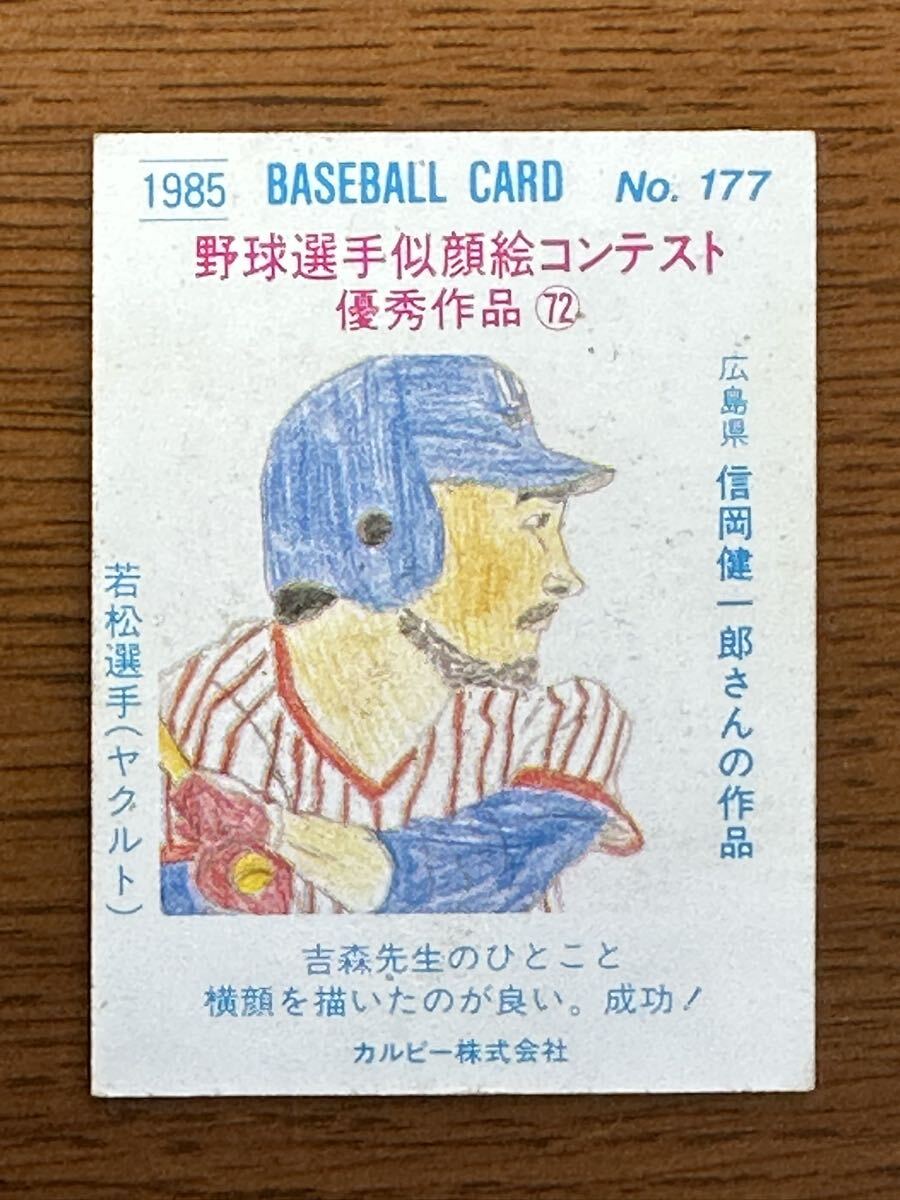 1985 BASEBALL CARD No. 177
野球選手似顔絵コンテスト
優秀作品 72
広島県 信岡健一郎さんの作品
若松選手(ヤクルト)
吉森先生のひとこと
横顔を描いたのが良い。成功!
カルビー株式会社